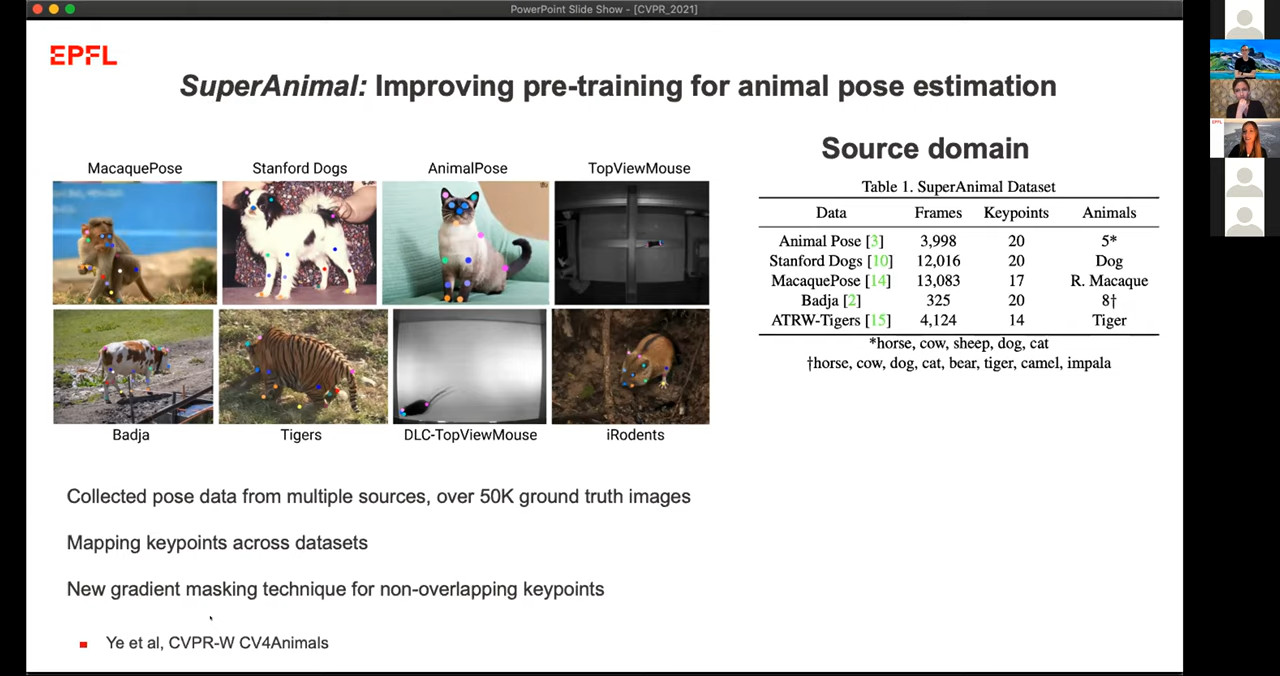 PowerPoint Slide Show - [CVPR_2021]
EPFL
SuperAnimal: Improving pre-training for animal pose estimation
MacaquePose
Stanford Dogs
AnimalPose
TopViewMouse
Badja
Tigers
DLC-TopViewMouse
iRodents
Source domain
Table 1. SuperAnimal Dataset
Data Frames Keypoints Animals
Animal Pose [3] 3,998 20 5*
Stanford Dogs [10] 12,016 20 Dog
MacaquePose [14] 13,083 17 R. Macaque
Badja [2] 325 20 8†
ATRW-Tigers [15] 4,124 14 Tiger
*horse, cow, sheep, dog, cat
†horse, cow, dog, cat, bear, tiger, camel, impala
Collected pose data from multiple sources, over 50K ground truth images
Mapping keypoints across datasets
New gradient masking technique for non-overlapping keypoints
Ye et al, CVPR-W CV4Animals
EPFL